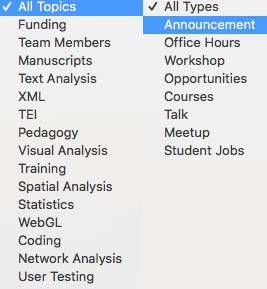 ✓ All Topics
Funding
Team Members
Manuscripts
Text Analysis
XML
TEI
Pedagogy
Visual Analysis
Training
Spatial Analysis
Statistics
WebGL
Coding
Network Analysis
User Testing
✓ All Types
Announcement
Office Hours
Workshop
Opportunities
Courses
Talk
Meetup
Student Jobs